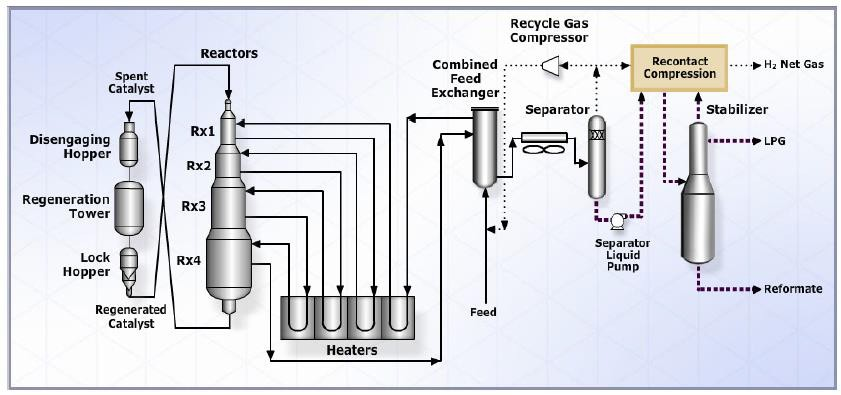 Recycle Gas
Compressor
Reactors
Combined
Feed
Exchanger
Recontact
Compression
H₂ Net Gas
Spent
Catalyst
Separator
Stabilizer
Rx1
Disengaging
Hopper
LPG
Rx2
Regeneration
Tower
Rx3
Separator
Liquid
Pump
Lock
Hopper
Rx4
Reformate
Regenerated
Catalyst
Feed
Heaters